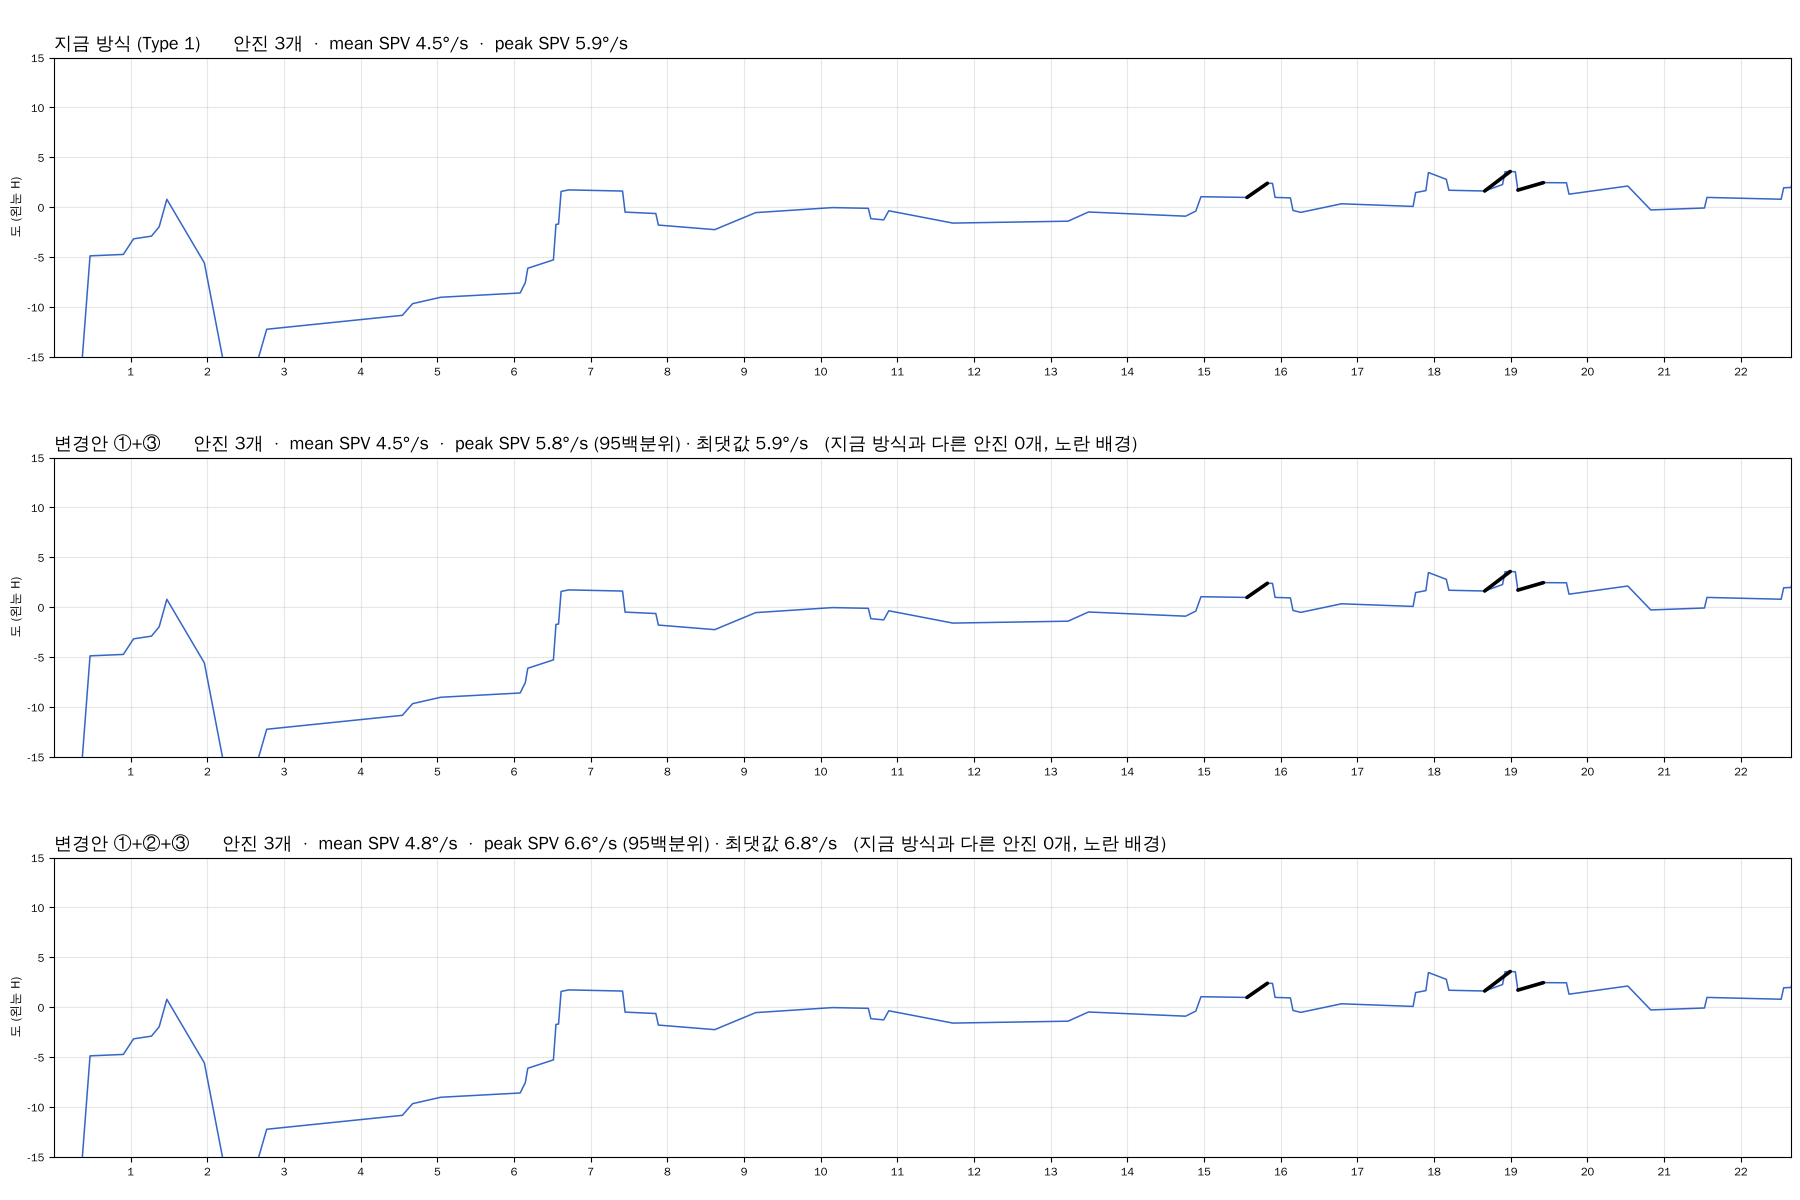 지금 방식 (Type 1) 안진 3개 · mean SPV 4.5°/s · peak SPV 5.9°/s
15
10
5
0
-5
-10
-15
도 (왼눈 H)
1 2 3 4 5 6 7 8 9 10 11 12 13 14 15 16 17 18 19 20 21 22
변경안 ①+③ 안진 3개 · mean SPV 4.5°/s · peak SPV 5.8°/s (95백분위) · 최댓값 5.9°/s (지금 방식과 다른 안진 0개, 노란 배경)
15
10
5
0
-5
-10
-15
도 (왼눈 H)
1 2 3 4 5 6 7 8 9 10 11 12 13 14 15 16 17 18 19 20 21 22
변경안 ①+②+③ 안진 3개 · mean SPV 4.8°/s · peak SPV 6.6°/s (95백분위) · 최댓값 6.8°/s (지금 방식과 다른 안진 0개, 노란 배경)
15
10
5
0
-5
-10
-15
도 (왼눈 H)
1 2 3 4 5 6 7 8 9 10 11 12 13 14 15 16 17 18 19 20 21 22